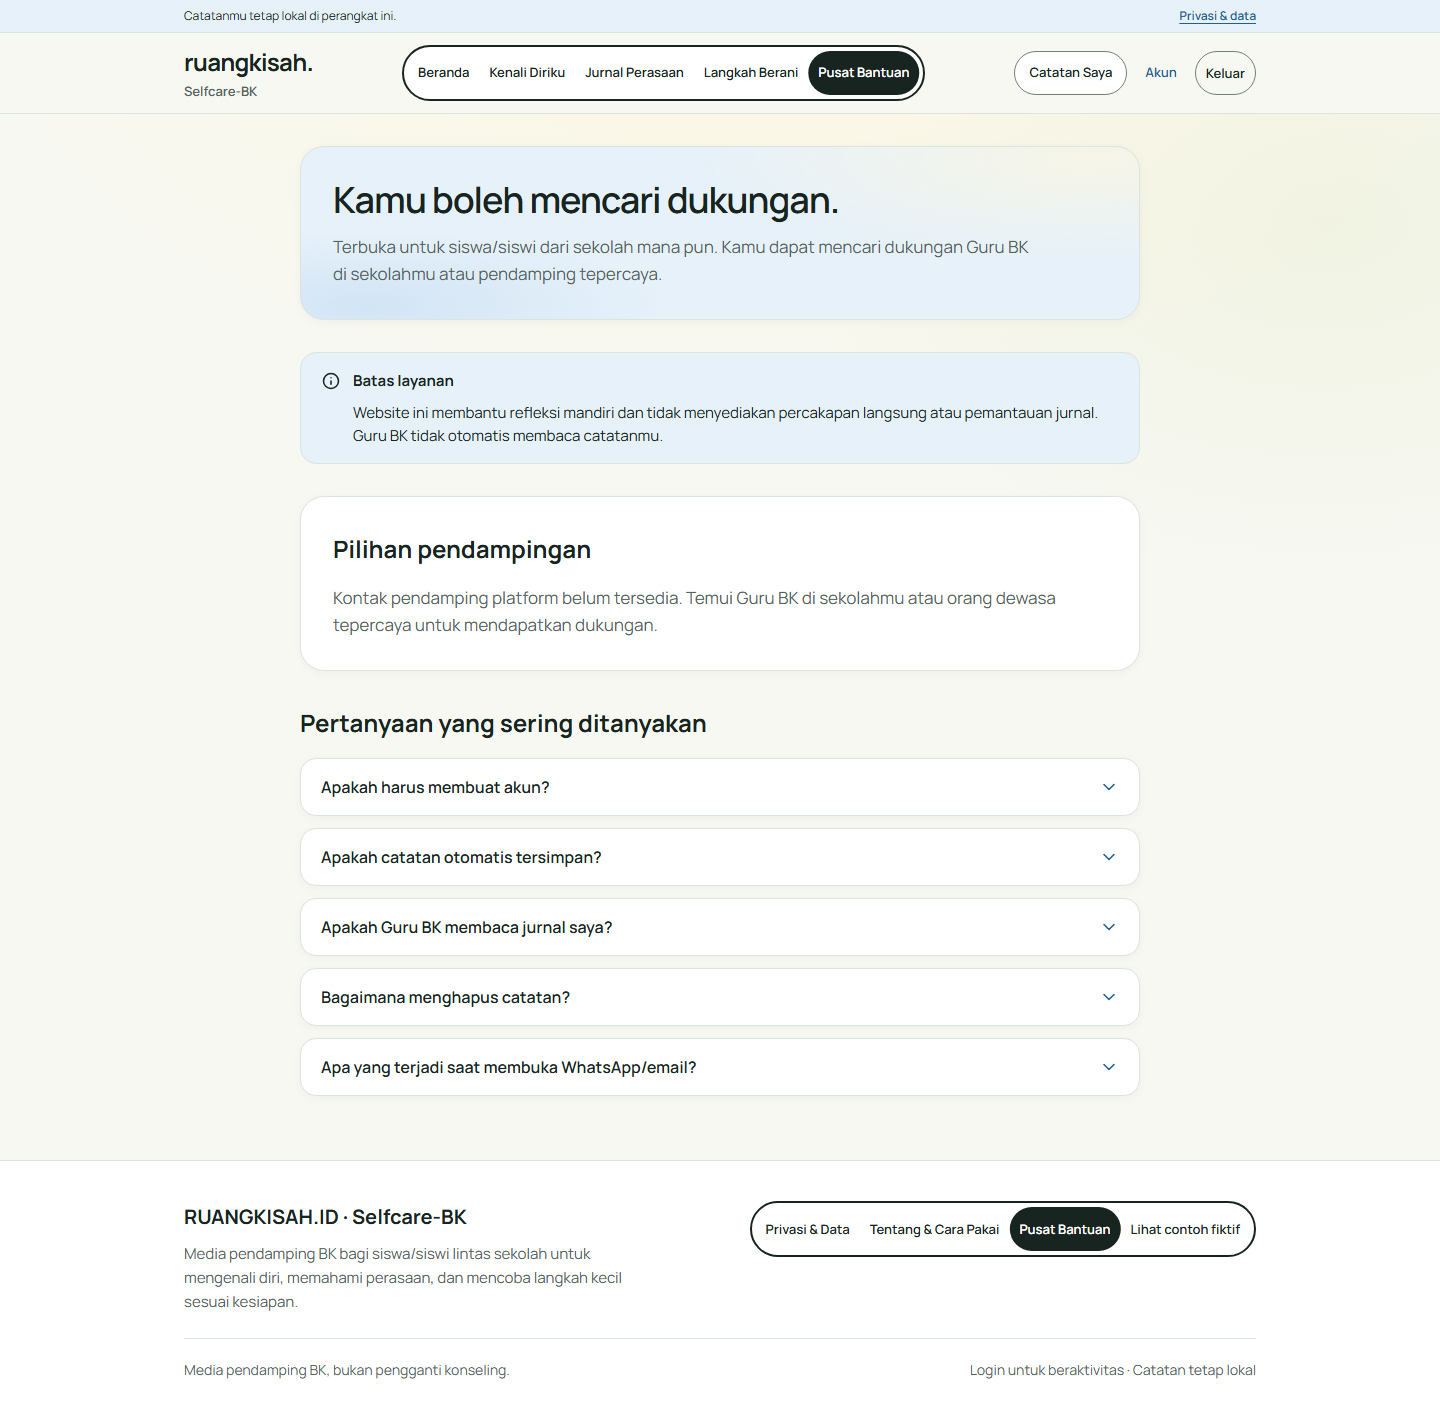 Catatanmu tetap lokal di perangkat ini.
Privasi & data
ruangkisah.
Selfcare-BK
Beranda
Kenali Diriku
Jurnal Perasaan
Langkah Berani
Pusat Bantuan
Catatan Saya
Akun
Keluar
Kamu boleh mencari dukungan.
Terbuka untuk siswa/siswi dari sekolah mana pun. Kamu dapat mencari dukungan Guru BK
di sekolahmu atau pendamping tepercaya.
Batas layanan
Website ini membantu refleksi mandiri dan tidak menyediakan percakapan langsung atau pemantauan jurnal.
Guru BK tidak otomatis membaca catatanmu.
Pilihan pendampingan
Kontak pendamping platform belum tersedia. Temui Guru BK di sekolahmu atau orang dewasa
tepercaya untuk mendapatkan dukungan.
Pertanyaan yang sering ditanyakan
Apakah harus membuat akun?
Apakah catatan otomatis tersimpan?
Apakah Guru BK membaca jurnal saya?
Bagaimana menghapus catatan?
Apa yang terjadi saat membuka WhatsApp/email?
RUANGKISAH.ID · Selfcare-BK
Media pendamping BK bagi siswa/siswi lintas sekolah untuk
mengenali diri, memahami perasaan, dan mencoba langkah kecil
sesuai kesiapan.
Privasi & Data
Tentang & Cara Pakai
Pusat Bantuan
Lihat contoh fiktif
Media pendamping BK, bukan pengganti konseling.
Login untuk beraktivitas · Catatan tetap lokal